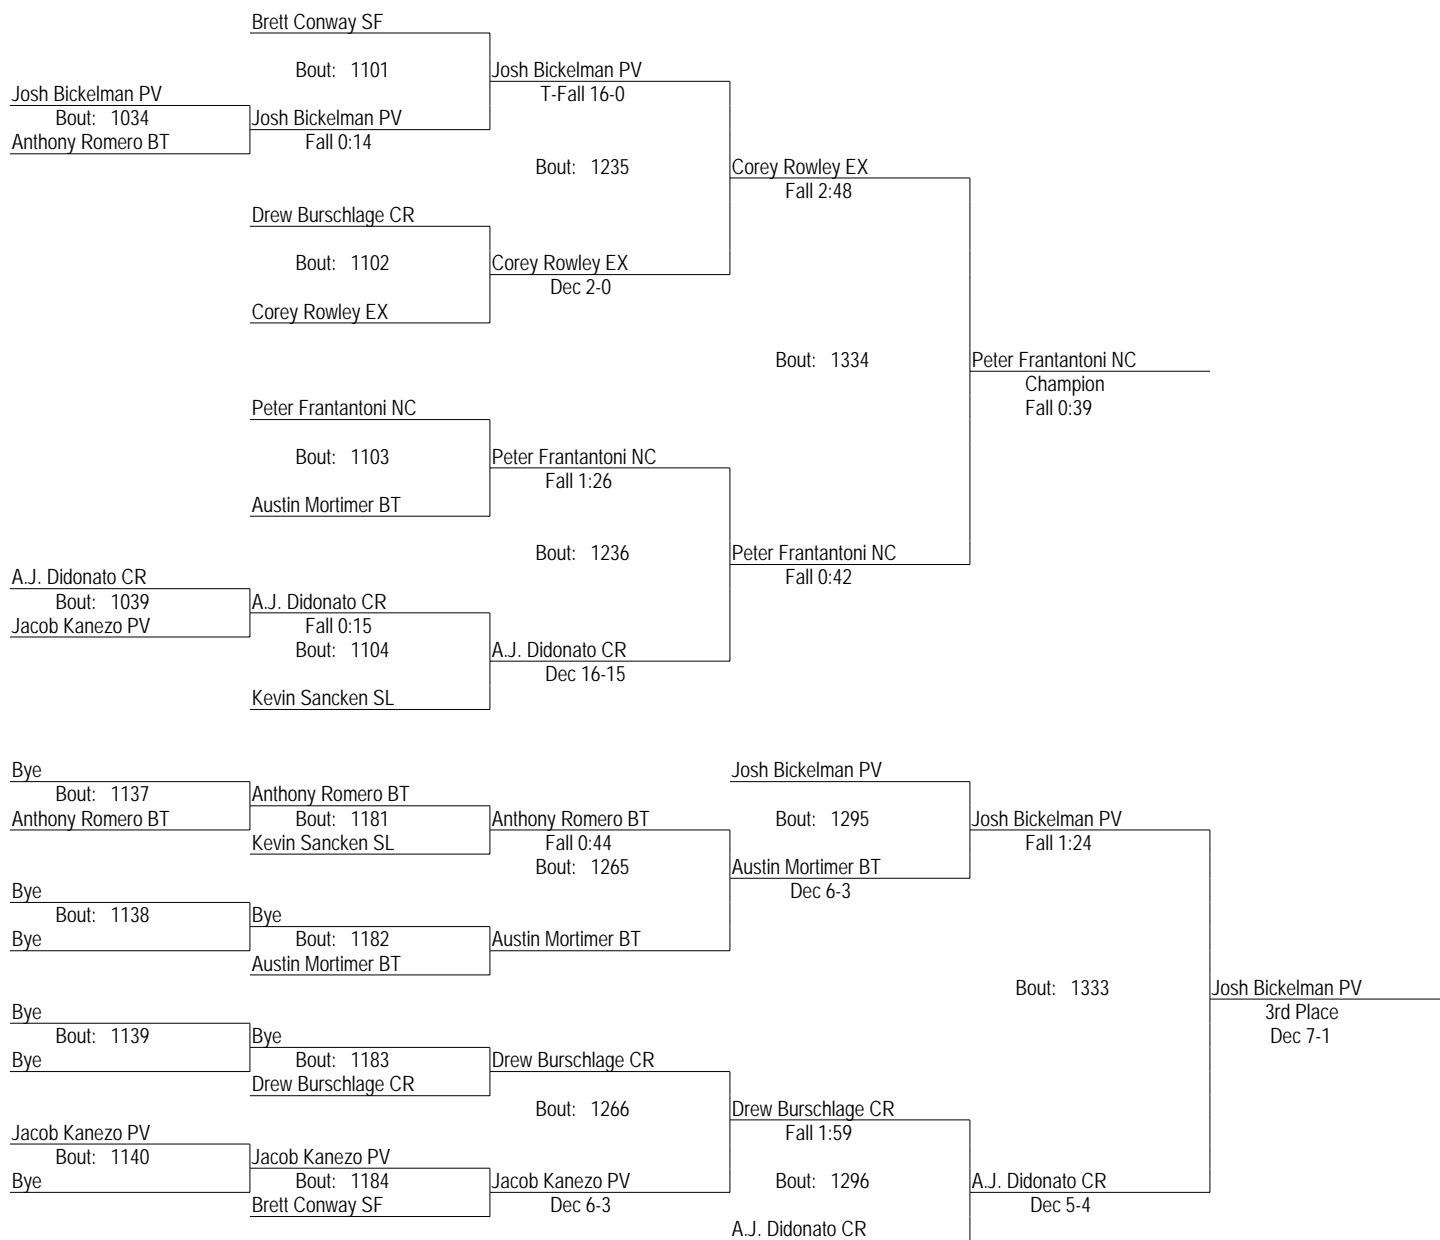 Brett Conway SF
Bout: 1101
Josh Bickelman PV
T-Fall 16-0
Josh Bickelman PV
Bout: 1034
Josh Bickelman PV
Anthony Romero BT
Fall 0:14
Bout: 1235
Corey Rowley EX
Fall 2:48
Drew Burschlage CR
Bout: 1102
Corey Rowley EX
Dec 2-0
Corey Rowley EX
Bout: 1334
Peter Frantantoni NC
Champion
Fall 0:39
Peter Frantantoni NC
Bout: 1103
Peter Frantantoni NC
Fall 1:26
Austin Mortimer BT
Bout: 1236
Peter Frantantoni NC
Fall 0:42
A.J. Didonato CR
Bout: 1039
A.J. Didonato CR
Jacob Kanezo PV
Fall 0:15
Bout: 1104
A.J. Didonato CR
Dec 16-15
Kevin Sancken SL
Bye
Josh Bickelman PV
Bout: 1137
Anthony Romero BT
Anthony Romero BT
Bout: 1181
Anthony Romero BT
Bout: 1295
Josh Bickelman PV
Kevin Sancken SL
Fall 0:44
Fall 1:24
Bout: 1265
Austin Mortimer BT
Dec 6-3
Bye
Bout: 1138
Bye
Bye
Bout: 1182
Austin Mortimer BT
Austin Mortimer BT
Bout: 1333
Josh Bickelman PV
3rd Place
Dec 7-1
Bye
Bout: 1139
Bye
Bye
Bout: 1183
Drew Burschlage CR
Drew Burschlage CR
Bout: 1266
Drew Burschlage CR
Fall 1:59
Jacob Kanezo PV
Bout: 1140
Jacob Kanezo PV
Bye
Bout: 1184
Jacob Kanezo PV
Bout: 1296
A.J. Didonato CR
Brett Conway SF
Dec 6-3
Dec 5-4
A.J. Didonato CR